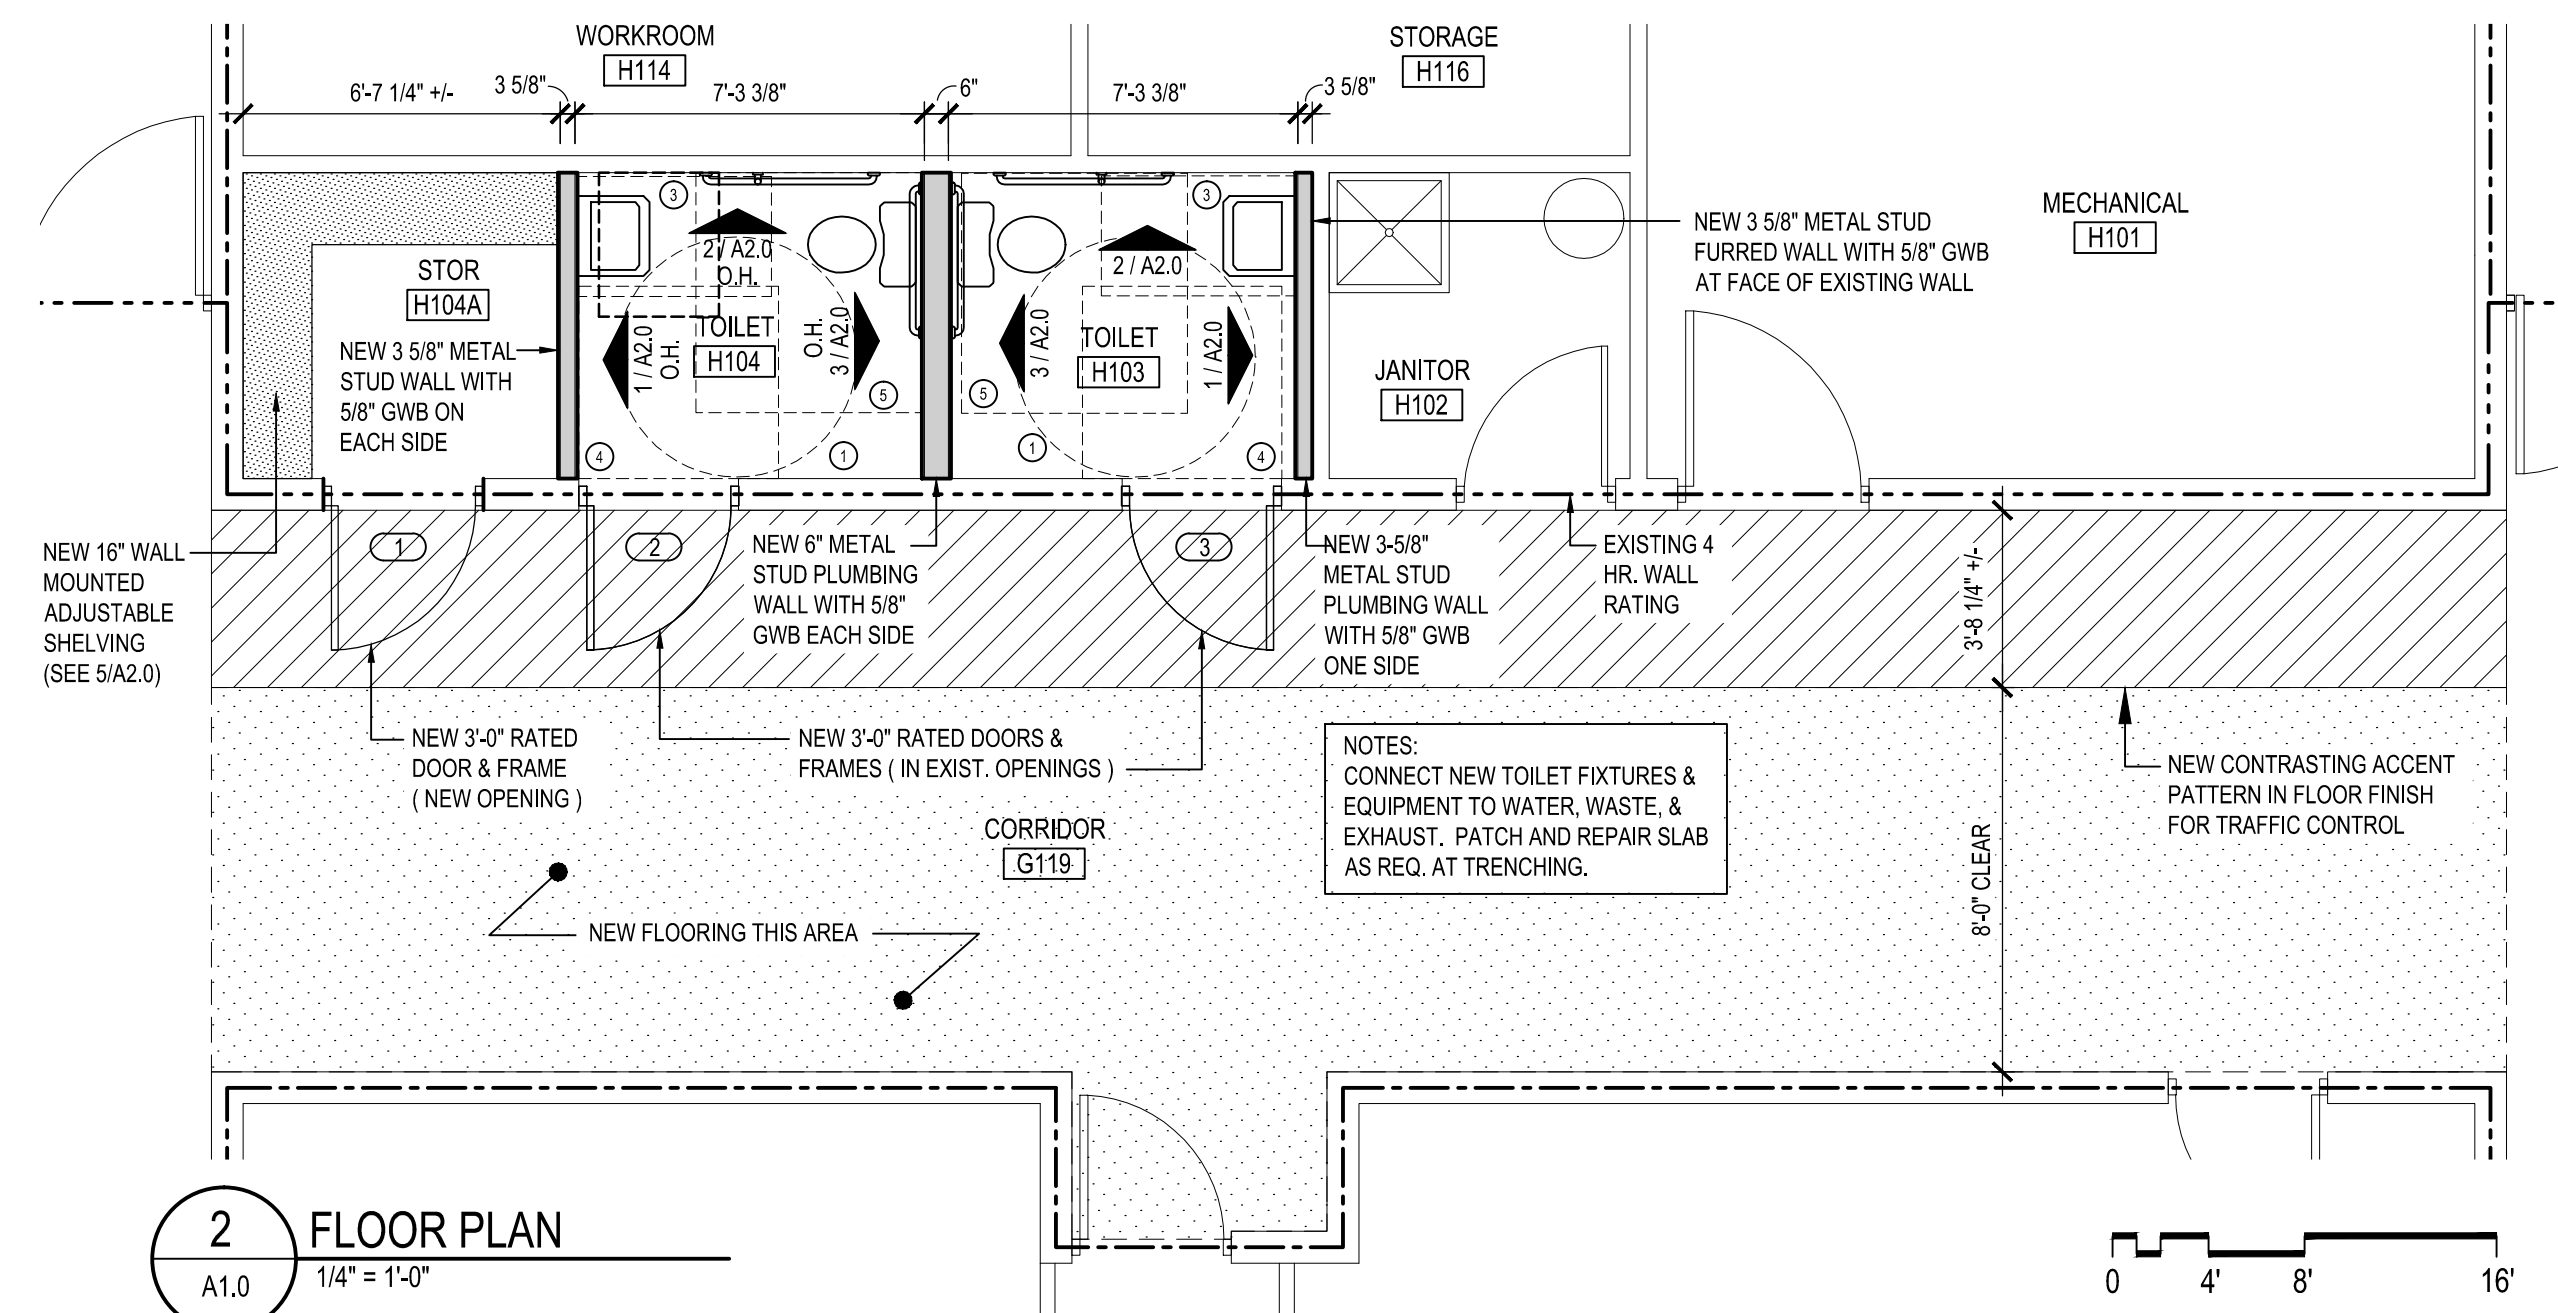 WORKROOM
H114
STORAGE
H116
6'-7 1/4" +/-
3 5/8"
7'-3 3/8"
6"
7'-3 3/8"
3 5/8"
MECHANICAL
H101
NEW 3 5/8" METAL STUD
FURRED WALL WITH 5/8" GWB
AT FACE OF EXISTING WALL
STOR
H104A
NEW 3 5/8" METAL
STUD WALL WITH
5/8" GWB ON
EACH SIDE
3
2 / A2.0
O.H.
1 / A2.0
O.H.
TOILET
H104
O.H.
3 / A2.0
5
4
1
3
2 / A2.0
3 / A2.0
TOILET
H103
1 / A2.0
5
1
4
JANITOR
H102
NEW 16" WALL
MOUNTED
ADJUSTABLE
SHELVING
(SEE 5/A2.0)
1
2
NEW 6" METAL
STUD PLUMBING
WALL WITH 5/8"
GWB EACH SIDE
3
NEW 3-5/8"
METAL STUD
PLUMBING WALL
WITH 5/8" GWB
ONE SIDE
EXISTING 4
HR. WALL
RATING
3'-8 1/4" +/-
NEW 3'-0" RATED
DOOR & FRAME
( NEW OPENING )
NEW 3'-0" RATED DOORS &
FRAMES ( IN EXIST. OPENINGS )
NOTES:
CONNECT NEW TOILET FIXTURES &
EQUIPMENT TO WATER, WASTE, &
EXHAUST. PATCH AND REPAIR SLAB
AS REQ. AT TRENCHING.
NEW CONTRASTING ACCENT
PATTERN IN FLOOR FINISH
FOR TRAFFIC CONTROL
CORRIDOR
G119
8'-0" CLEAR
NEW FLOORING THIS AREA
2
A1.0
FLOOR PLAN
1/4" = 1'-0"
0 4' 8' 16'